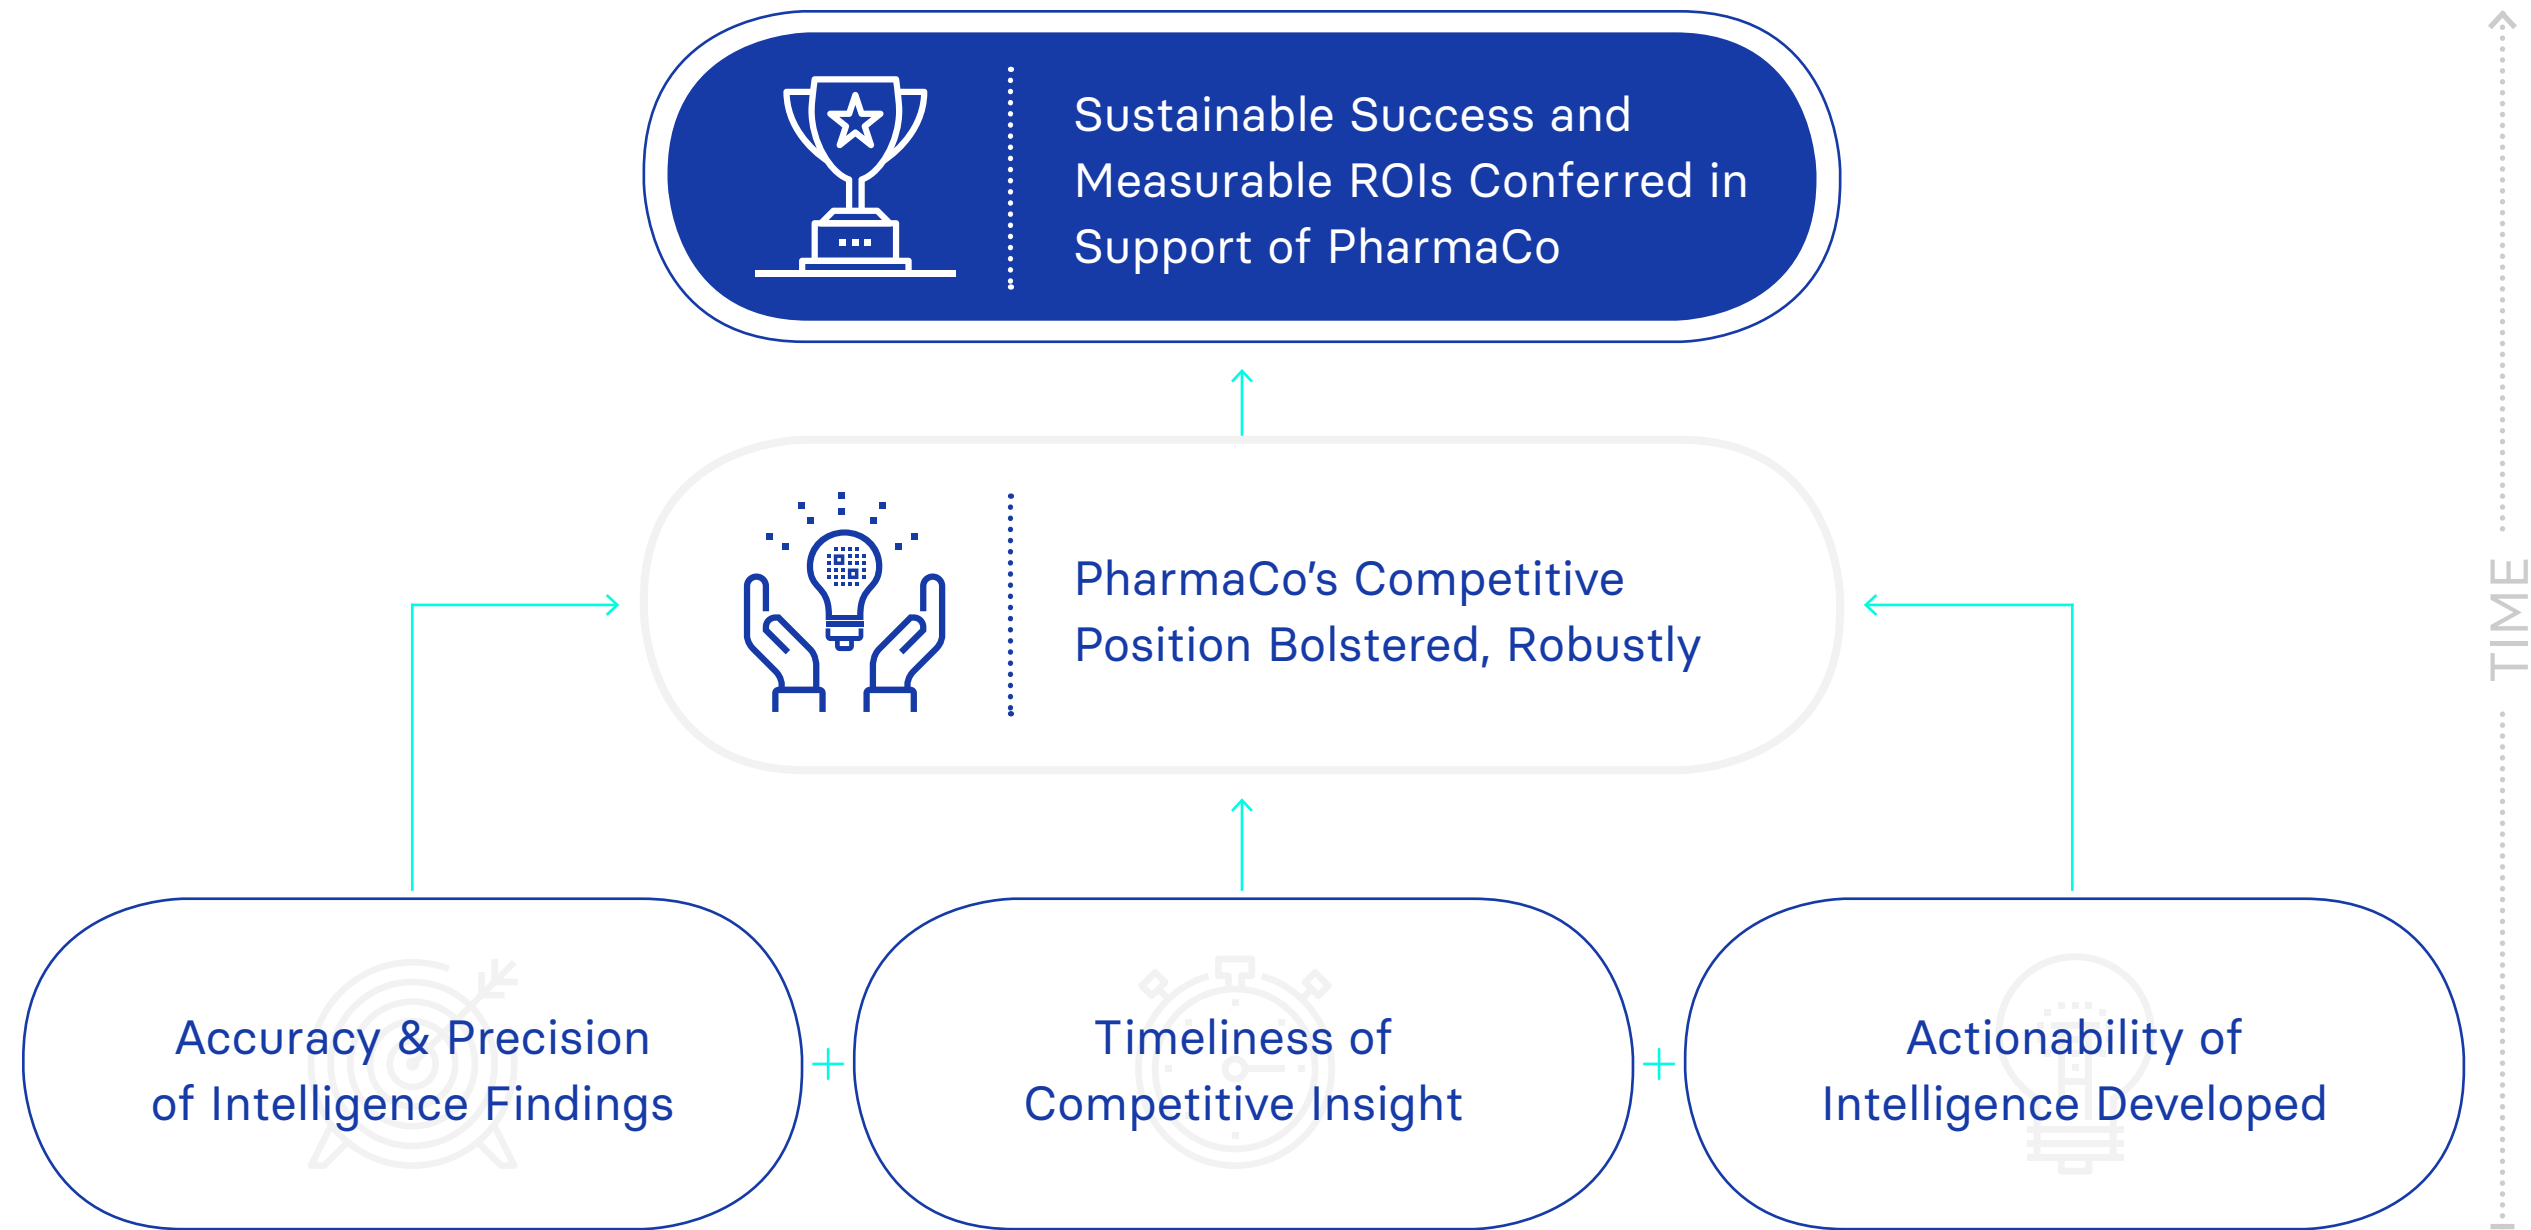 Sustainable Success and
Measurable ROIs Conferred in
Support of PharmaCo
PharmaCo’s Competitive
Position Bolstered, Robustly
TIME
Accuracy & Precision
of Intelligence Findings
+
Timeliness of
Competitive Insight
+
Actionability of
Intelligence Developed